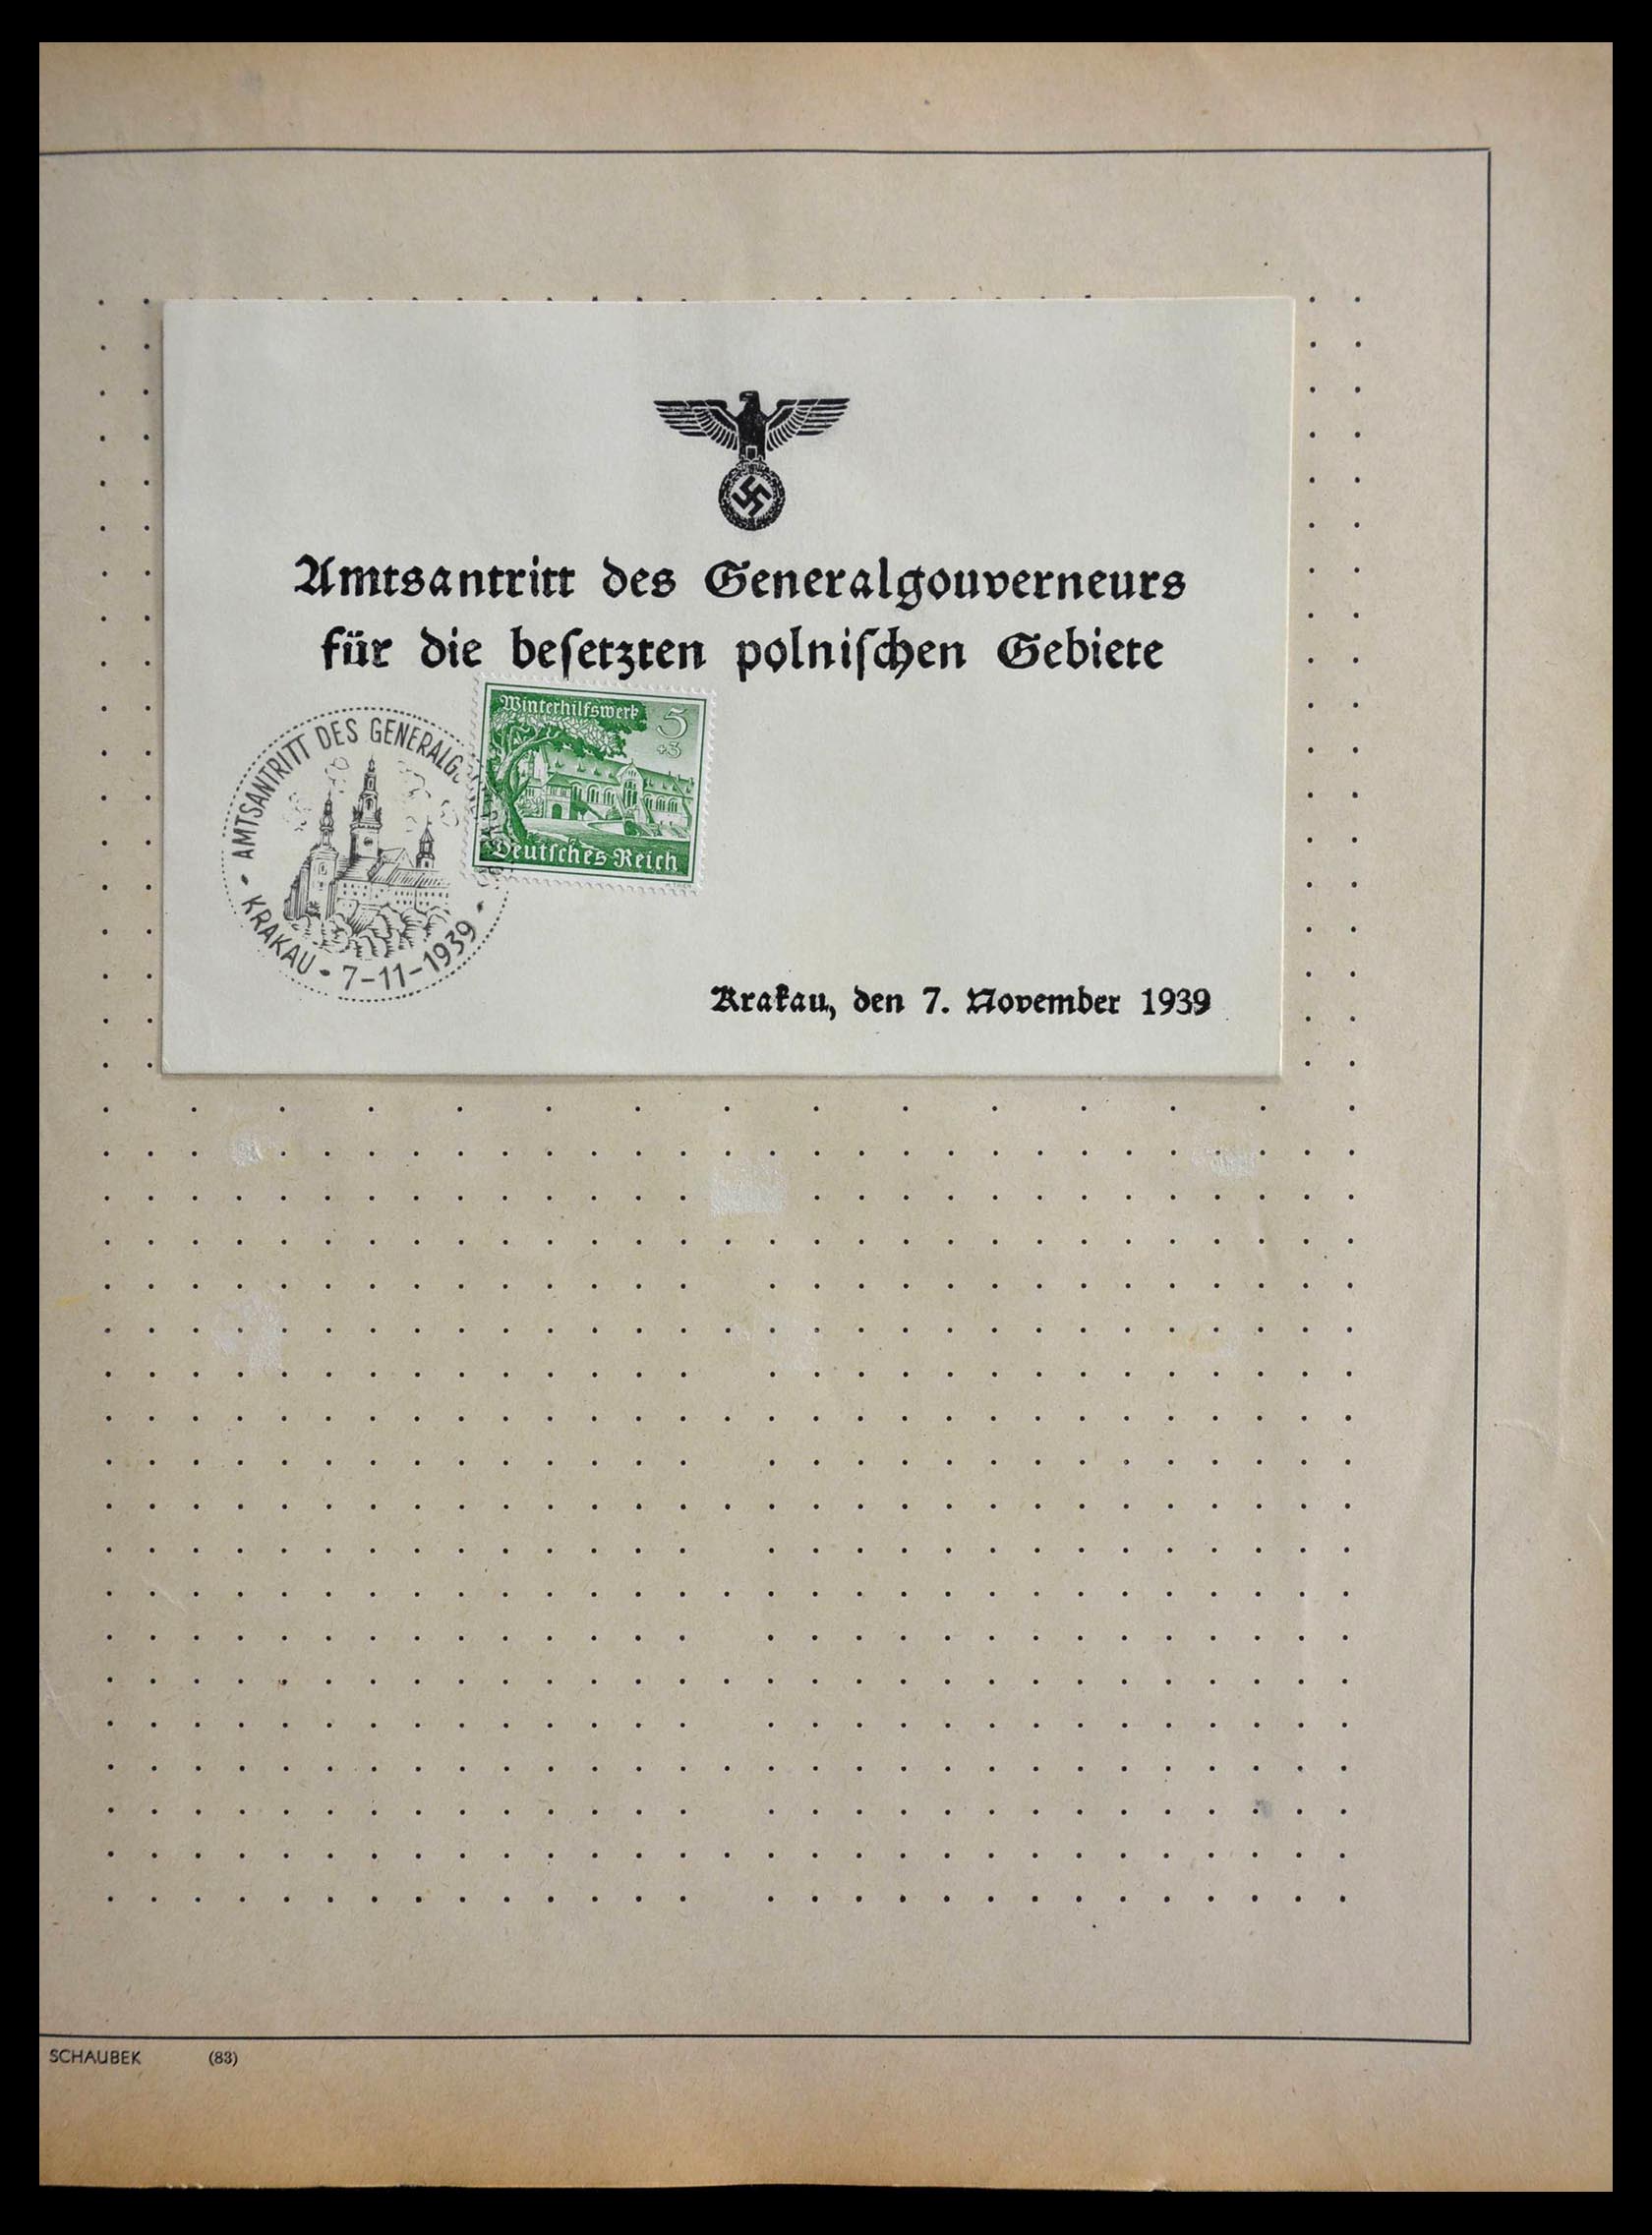 Amtsantritt des Generalgouverneurs
für die besetzten polnischen Gebiete
Winterhilfswerk 5
+3
Deutsches Reich
AMTSANTRITT DES
KRAKAU • 7-11-1939
Krakau, den 7. November 1939
SCHAUBEK (83)